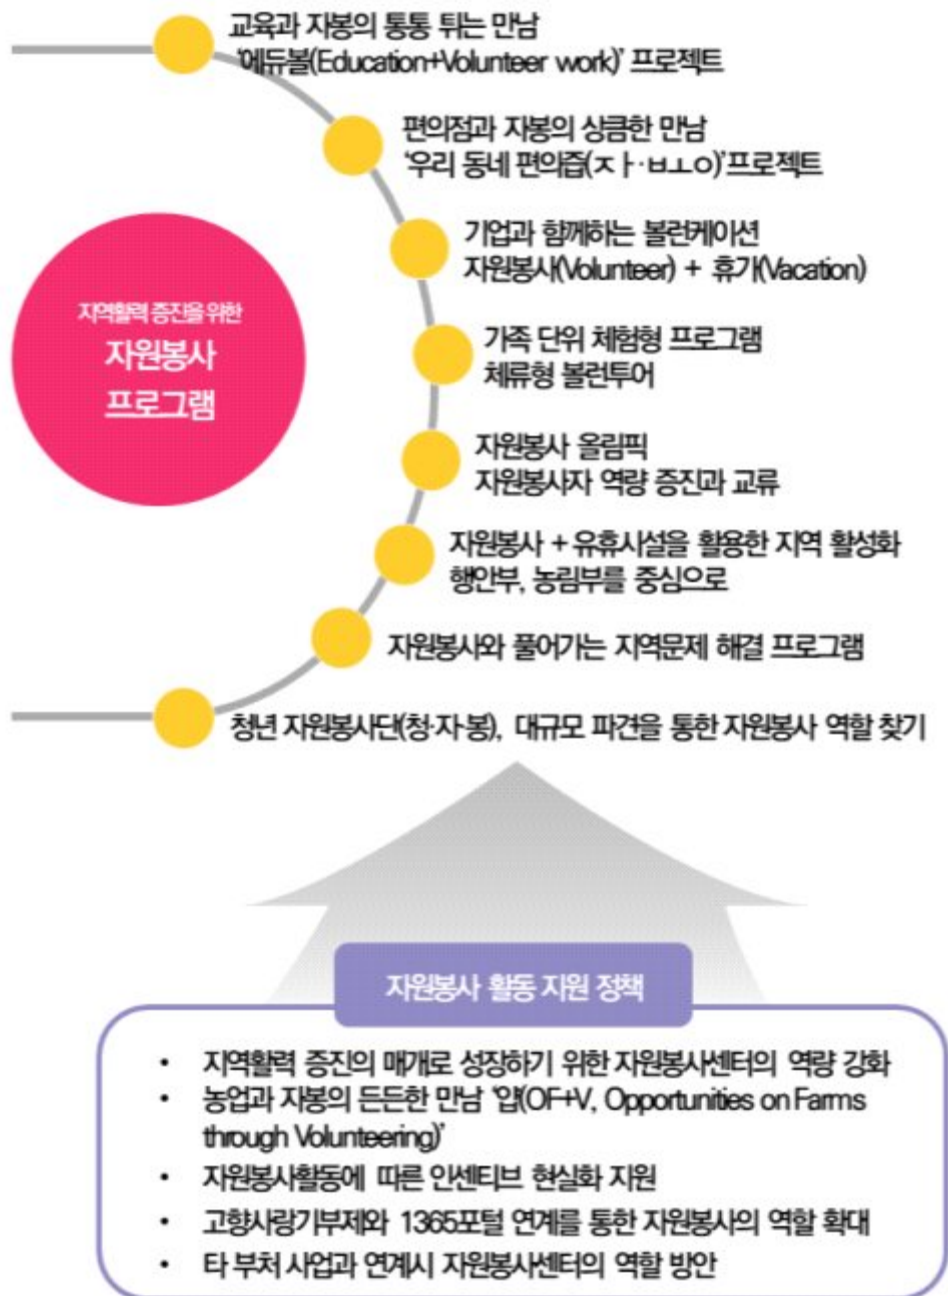 교육과 자봉의 통통 튀는 만남
'에듀볼(Education+Volunteer work)' 프로젝트
편의점과 자봉의 상큼한 만남
'우리 동네 편의즙(ㅈㅏ·ㅂㅗㅇ)'프로젝트
기업과 함께하는 볼런케이션
자원봉사(Volunteer) + 휴가(Vacation)
지역활력 증진을 위한
자원봉사
프로그램
가족 단위 체험형 프로그램
체류형 볼런투어
자원봉사 올림픽
자원봉사자 역량 증진과 교류
자원봉사 + 유휴시설을 활용한 지역 활성화
행안부, 농림부를 중심으로
자원봉사와 풀어가는 지역문제 해결 프로그램
청년 자원봉사단(청·자·봉), 대규모 파견을 통한 자원봉사 역할 찾기
자원봉사 활동 지원 정책
• 지역활력 증진의 매개로 성장하기 위한 자원봉사센터의 역량 강화
• 농업과 자봉의 든든한 만남 '얍(OF+V, Opportunities on Farms
through Volunteering)'
• 자원봉사활동에 따른 인센티브 현실화 지원
• 고향사랑기부제와 1365포털 연계를 통한 자원봉사의 역할 확대
• 타 부처 사업과 연계시 자원봉사센터의 역할 방안